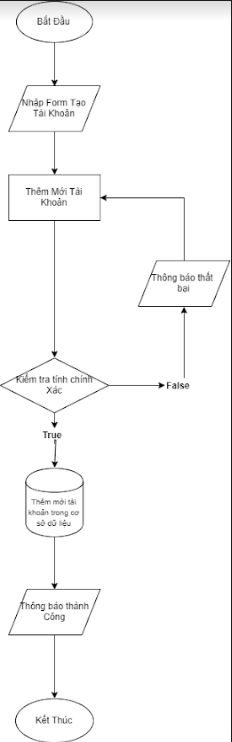 Bắt Đầu
Nhập Form Tạo
Tài Khoản
Thêm Mới Tài
Khoản
Thông báo thất
bại
Kiểm tra tính chính
Xác
False
True
Thêm mới tài
khoản trong cơ
sở dữ liệu
Thông báo thành
Công
Kết Thúc